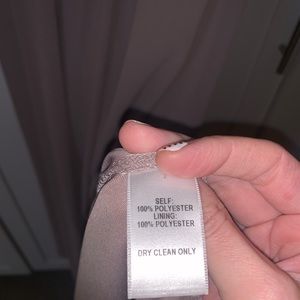 SELF:
100% POLYESTER
LINING:
100% POLYESTER
DRY CLEAN ONLY